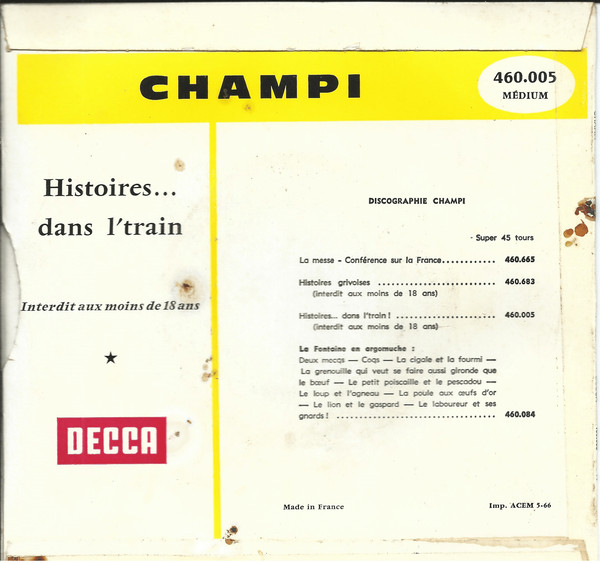 CHAMPI
460.005
MÉDIUM
Histoires...
dans l'train
Interdit aux moins de 18 ans
★
DECCA
DISCOGRAPHIE CHAMPI
Super 45 tours
La messe - Conférence sur la France............ 460.665
Histoires grivoises ........................... 460.683
(interdit aux moins de 18 ans)
Histoires... dans l'train ! ....................... 460.005
(interdit aux moins de 18 ans)
La Fontaine en argomuche :
Deux mecqs — Coqs — La cigale et la fourmi —
La grenouille qui veut se faire aussi gironde que
le bœuf — Le petit poiscaille et le pescadou —
Le loup et l'agneau — La poule aux œufs d'or
— Le lion et le gaspard — Le laboureur et ses
gnards ! .................................... 460.084
Made in France
Imp. ACEM 5-66